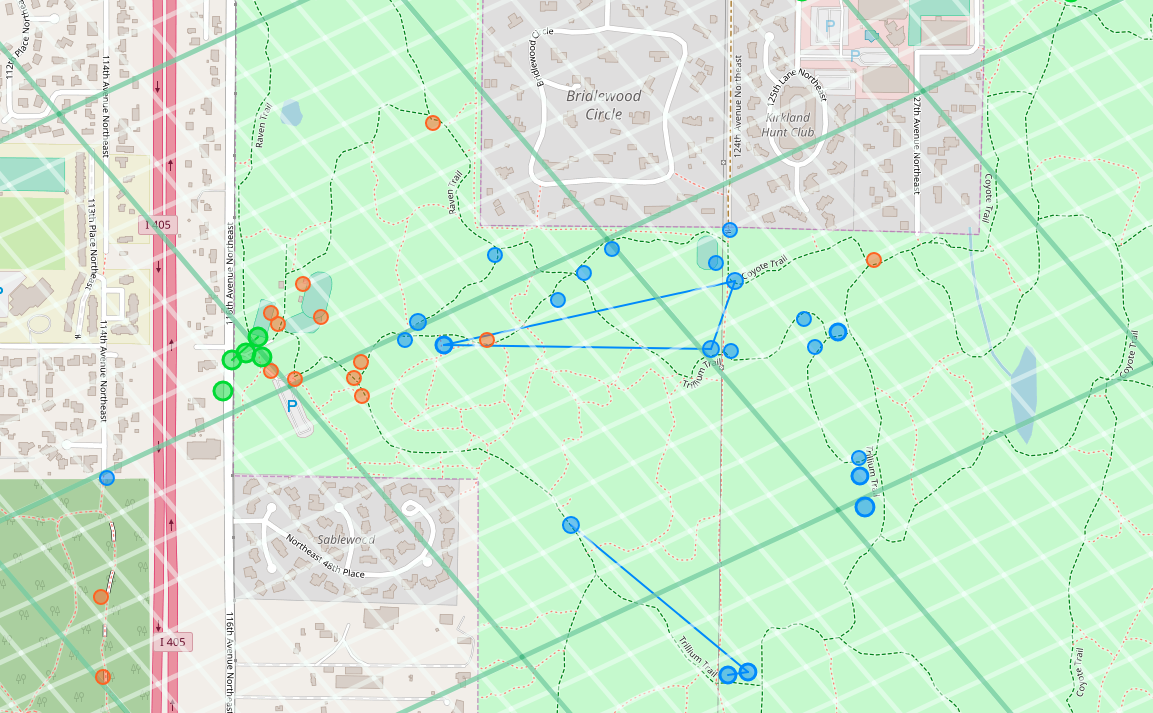 114th Avenue Northeast
Bridlewood
Circle
124th Avenue Northeast
125th Lane Northeast
P
P
Kirkland
Hunt Club
27th Avenue Northeast
Raven Trail
Raven Trail
Coyote Trail
I 405
113th Place Northeast
116th Avenue Northeast
Coyote Trail
114th Avenue Northeast
Trillium Trail
Coyote Trail
P
Trillium Trail
Sablewood
Northeast 48th Place
I 405
116th Avenue Northeast
Trillium Trail
Coyote Trail